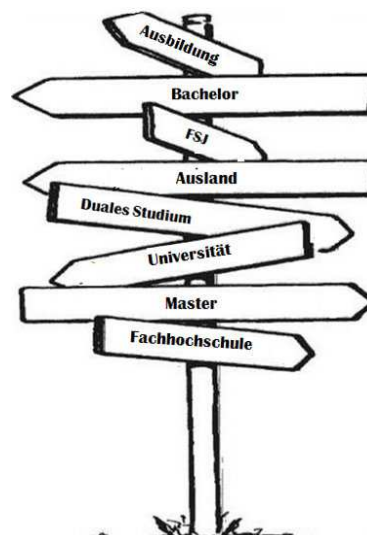 Ausbildung
Bachelor
FSJ
Ausland
Duales Studium
Universität
Master
Fachhochschule